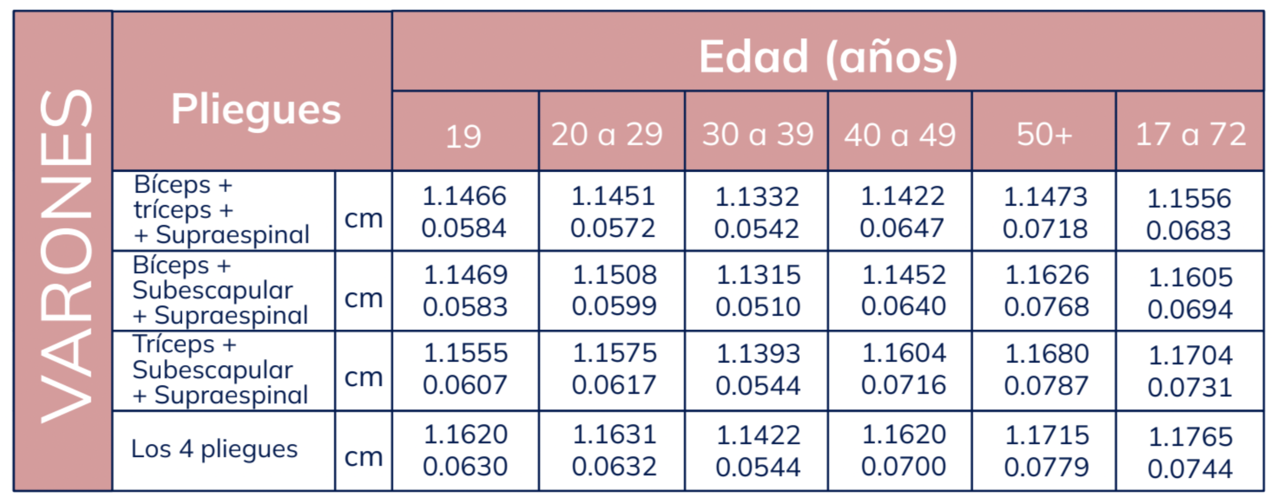 VARONES
Pliegues
Edad (años)
19 20 a 29 30 a 39 40 a 49 50+ 17 a 72
Bíceps +
tríceps +
+ Supraespinal
cm
1.1466 1.1451 1.1332 1.1422 1.1473 1.1556
0.0584 0.0572 0.0542 0.0647 0.0718 0.0683
Bíceps +
Subescapular
+ Supraespinal
cm
1.1469 1.1508 1.1315 1.1452 1.1626 1.1605
0.0583 0.0599 0.0510 0.0640 0.0768 0.0694
Tríceps +
Subescapular
+ Supraespinal
cm
1.1555 1.1575 1.1393 1.1604 1.1680 1.1704
0.0607 0.0617 0.0544 0.0716 0.0787 0.0731
Los 4 pliegues
cm
1.1620 1.1631 1.1422 1.1620 1.1715 1.1765
0.0630 0.0632 0.0544 0.0700 0.0779 0.0744